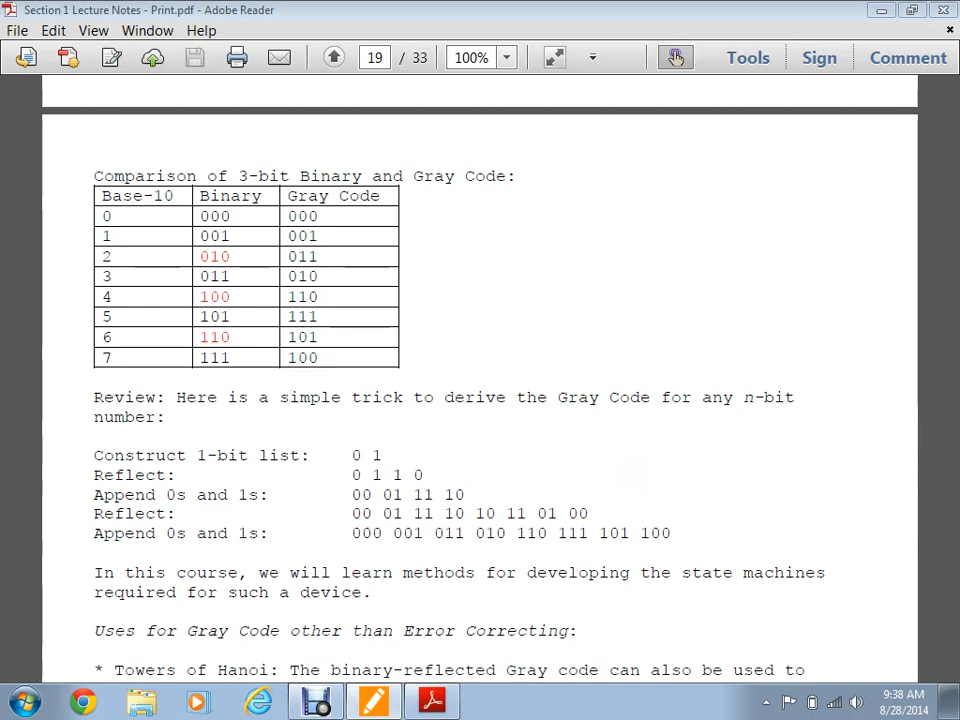 Section 1 Lecture Notes - Print.pdf - Adobe Reader
File Edit View Window Help
19 / 33 100% Tools Sign Comment
Comparison of 3-bit Binary and Gray Code:
Base-10 Binary Gray Code
0 000 000
1 001 001
2 010 011
3 011 010
4 100 110
5 101 111
6 110 101
7 111 100
Review: Here is a simple trick to derive the Gray Code for any n-bit
number:
Construct 1-bit list: 0 1
Reflect: 0 1 1 0
Append 0s and 1s: 00 01 11 10
Reflect: 00 01 11 10 10 11 01 00
Append 0s and 1s: 000 001 011 010 110 111 101 100
In this course, we will learn methods for developing the state machines
required for such a device.
Uses for Gray Code other than Error Correcting:
* Towers of Hanoi: The binary-reflected Gray code can also be used to
9:38 AM
8/28/2014